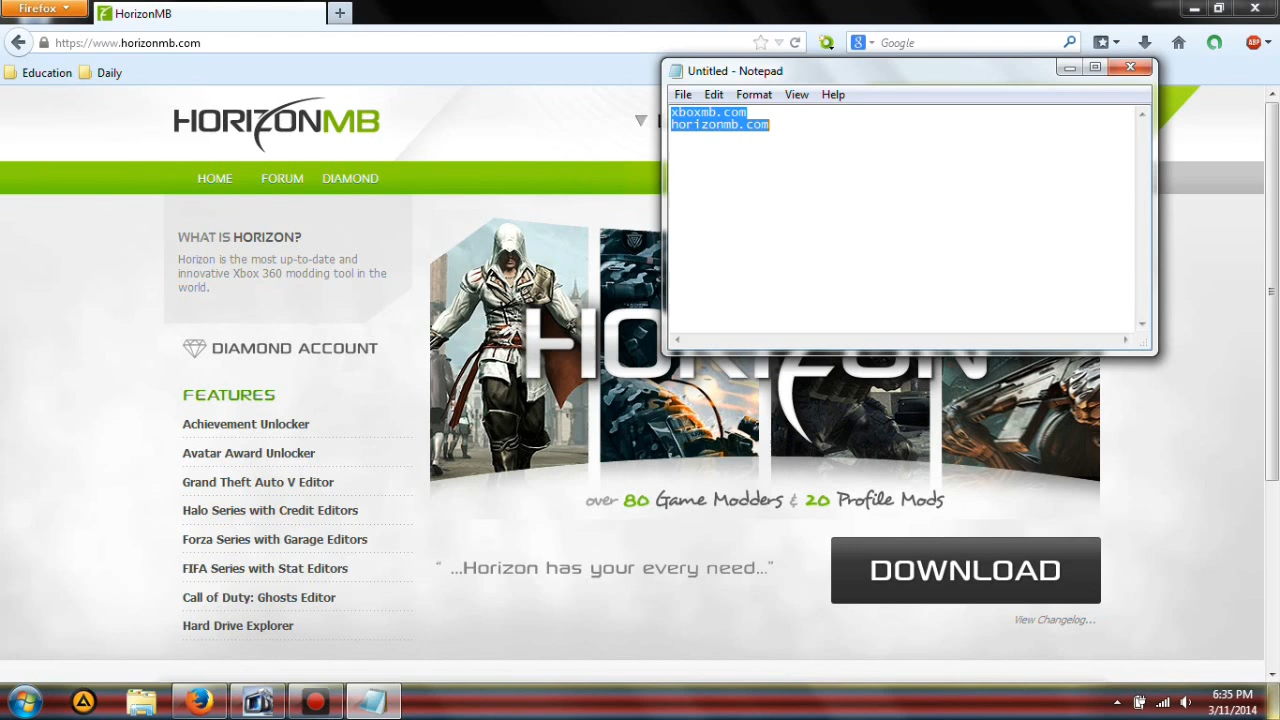 Firefox
HorizonMB
https://www.horizonmb.com
Google
ABP
Education
Daily
HORIZONMB
HOME
FORUM
DIAMOND
WHAT IS HORIZON?
Horizon is the most up-to-date and
innovative Xbox 360 modding tool in the
world.
DIAMOND ACCOUNT
FEATURES
Achievement Unlocker
Avatar Award Unlocker
Grand Theft Auto V Editor
Halo Series with Credit Editors
Forza Series with Garage Editors
FIFA Series with Stat Editors
Call of Duty: Ghosts Editor
Hard Drive Explorer
Untitled - Notepad
File Edit Format View Help
xboxmb.com
horizonmb.com
HORIZON
over 80 Game Modders & 20 Profile Mods
“ ...Horizon has your every need...”
DOWNLOAD
View Changelog...
6:35 PM
3/11/2014